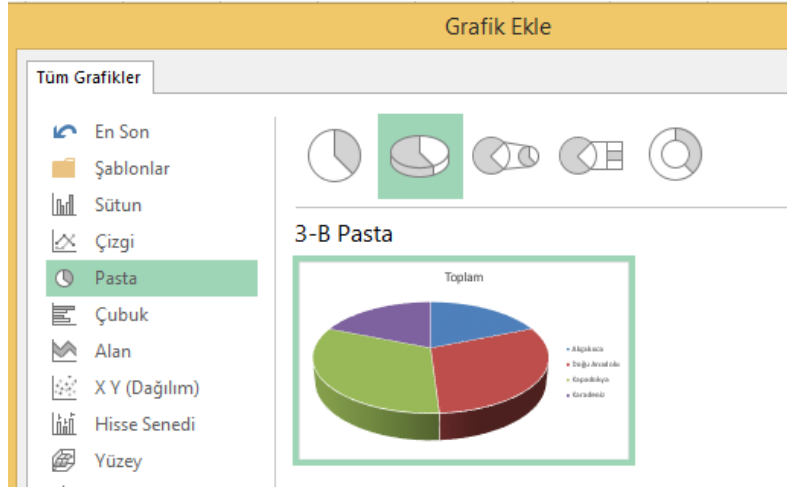 Grafik Ekle
Tüm Grafikler
En Son
Şablonlar
Sütun
Çizgi
Pasta
Çubuk
Alan
X Y (Dağılım)
Hisse Senedi
Yüzey
3-B Pasta
Toplam
Akçakoca
Doğu Anadolu
Kapadokya
Karadeniz